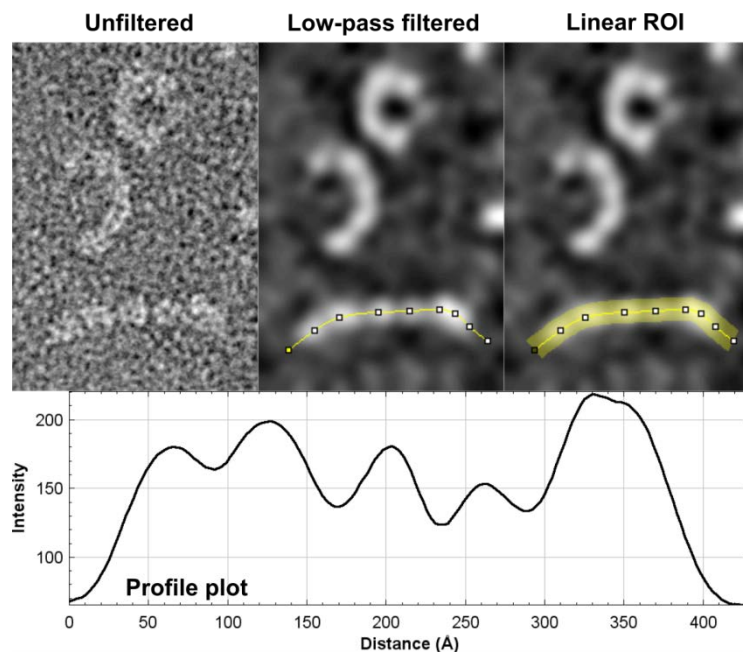 Unfiltered Low-pass filtered Linear ROI
200
150
100
Intensity
Profile plot
0 50 100 150 200 250 300 350 400
Distance (Å)